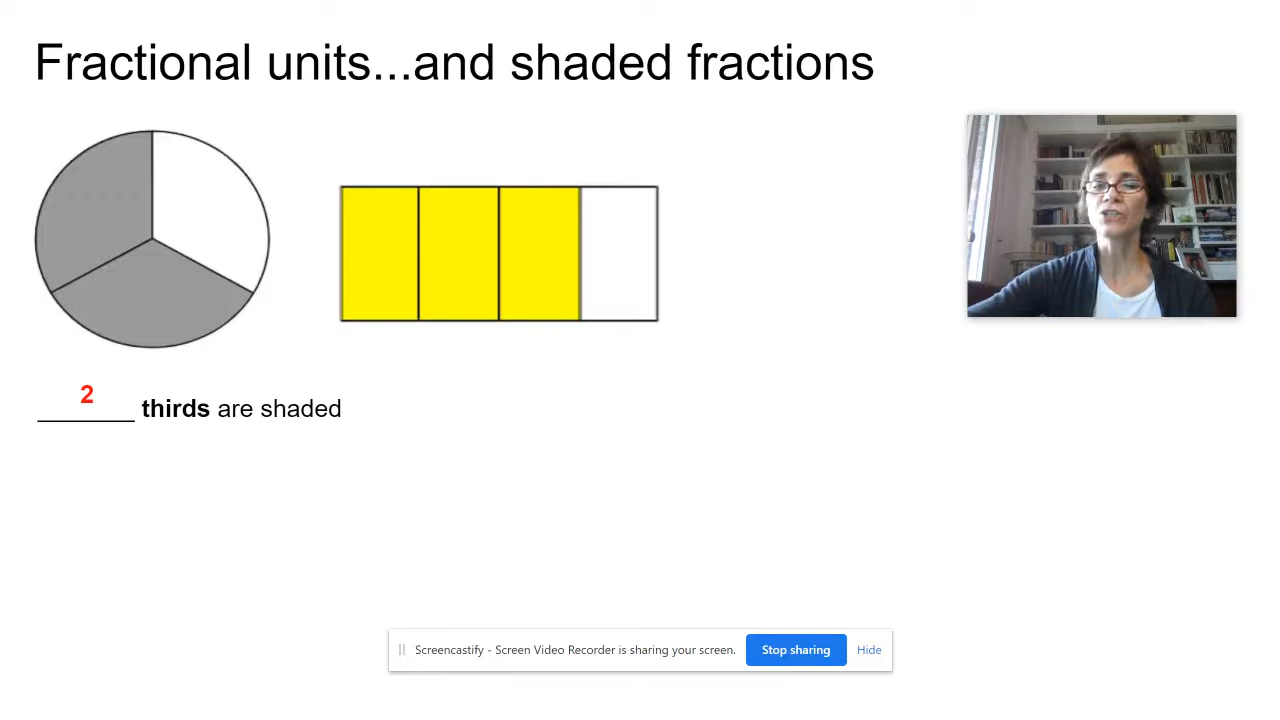 Fractional units...and shaded fractions
2
_______ thirds are shaded
Screencastify - Screen Video Recorder is sharing your screen. Stop sharing Hide